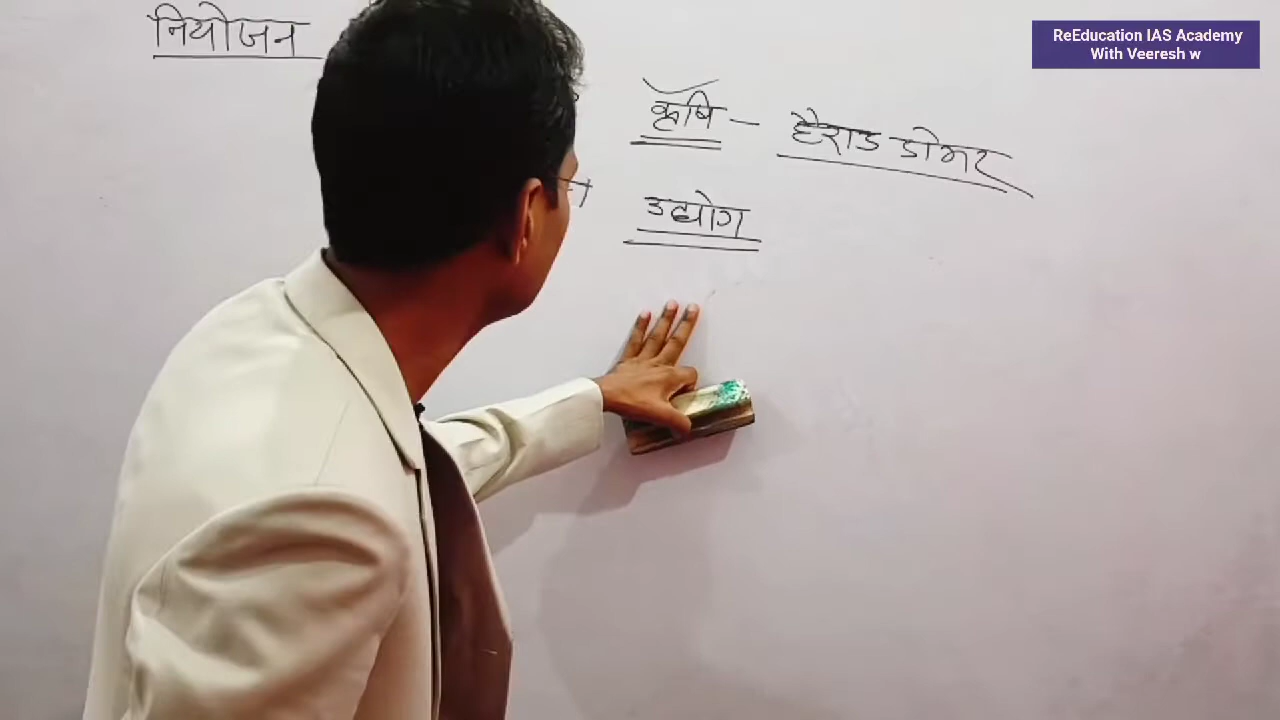 नियोजन
ReEducation IAS Academy
With Veeresh w
कृषि - हैराड डोमर
उद्योग